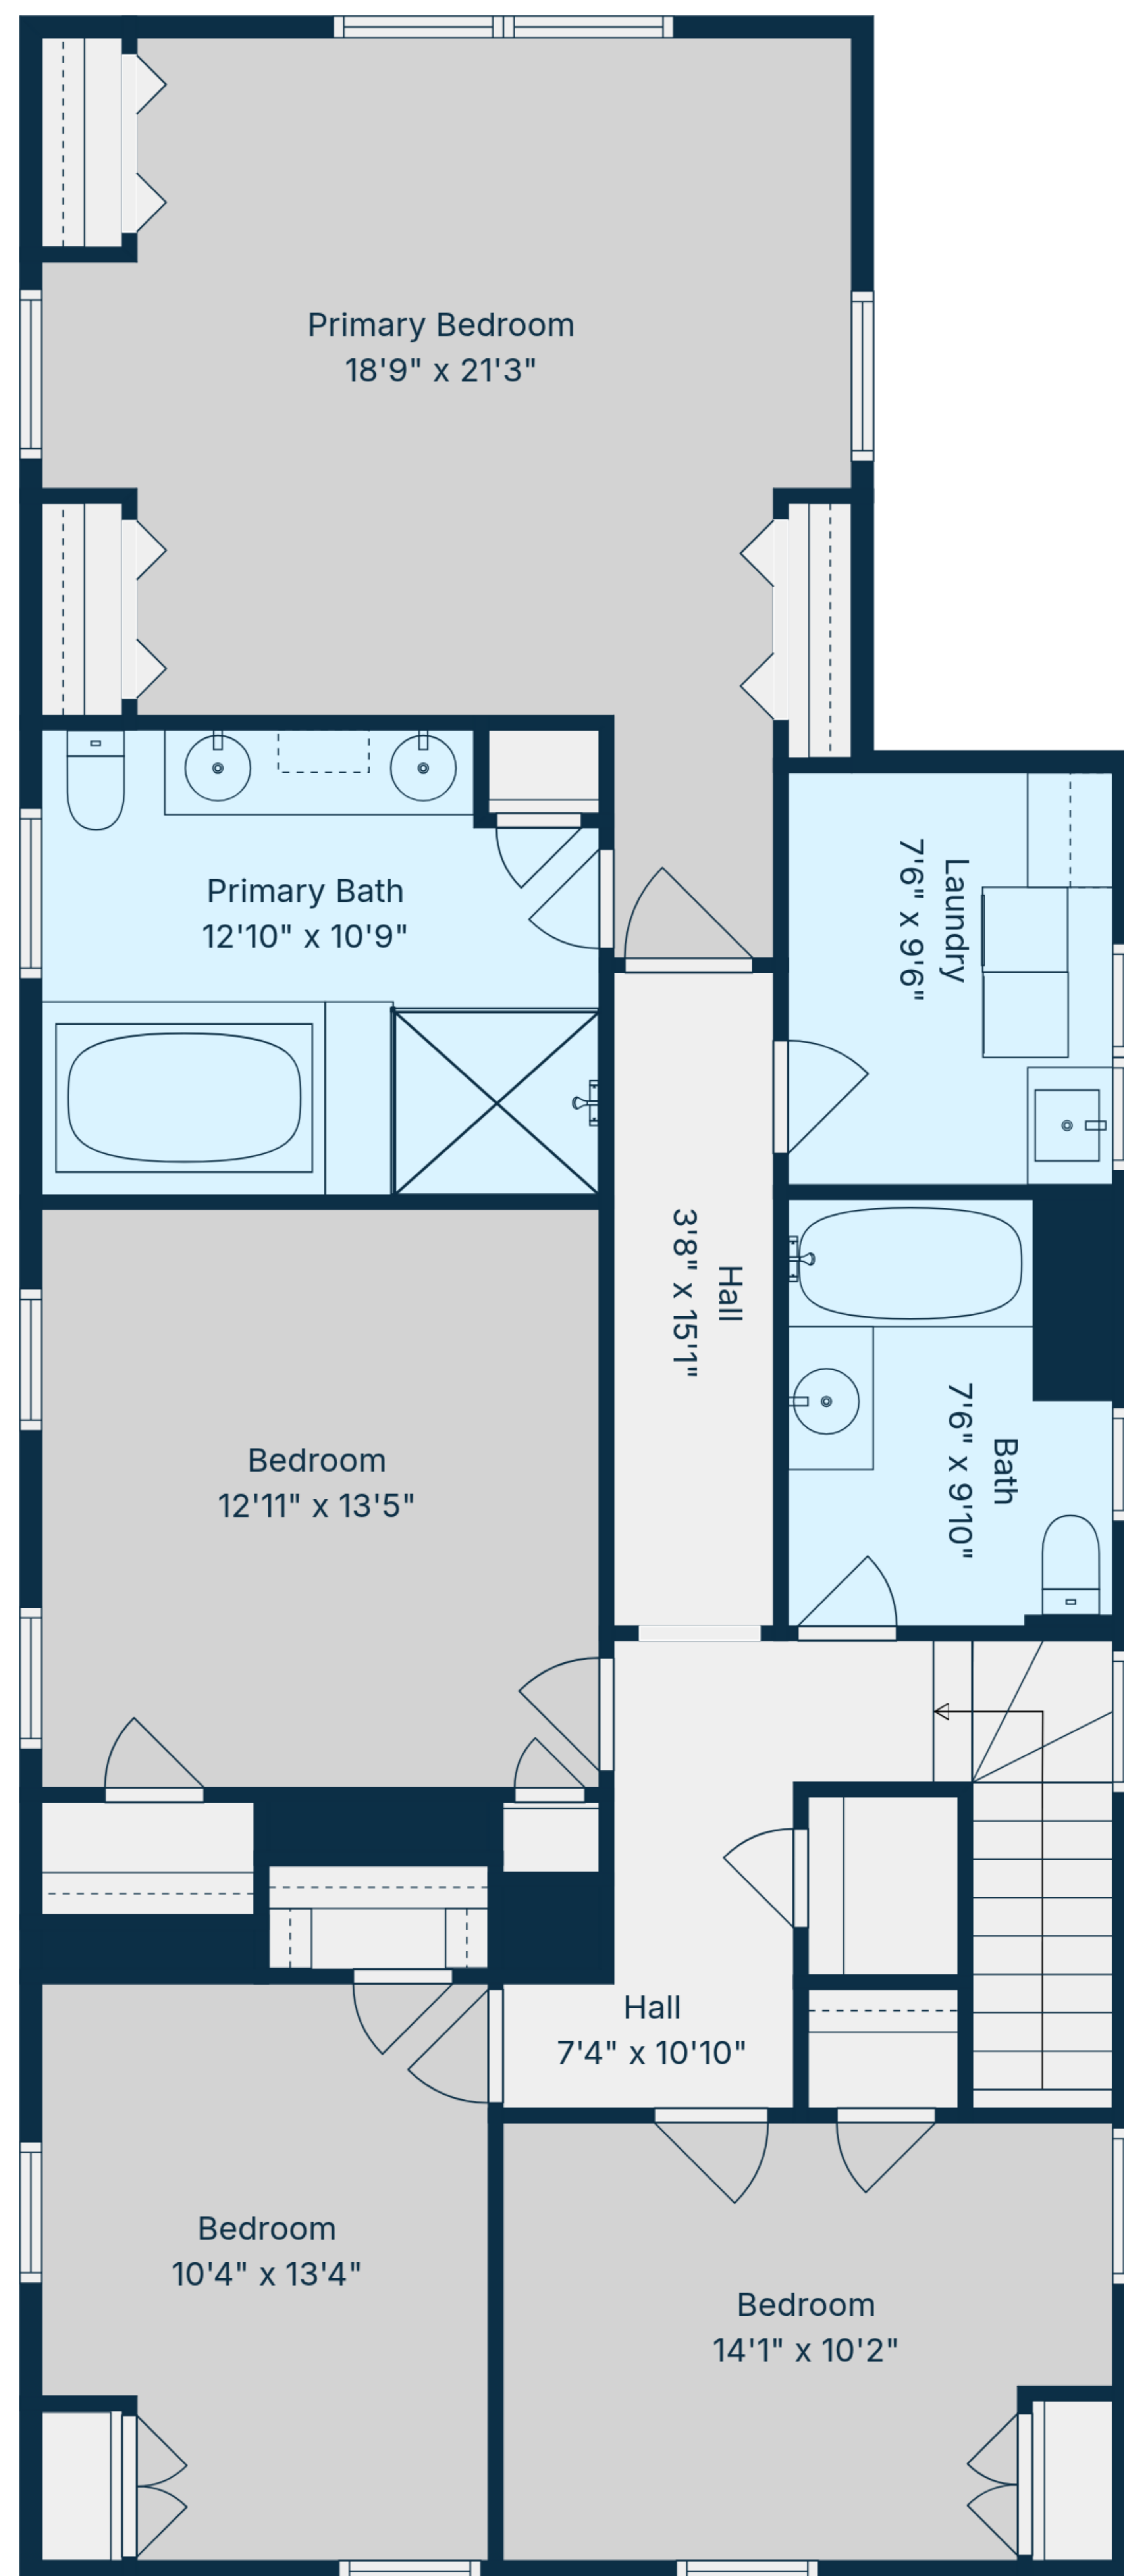 Primary Bedroom
18'9" x 21'3"
Primary Bath
12'10" x 10'9"
Laundry
7'6" x 9'6"
Hall
3'8" x 15'1"
Bedroom
12'11" x 13'5"
Bath
7'6" x 9'10"
Hall
7'4" x 10'10"
Bedroom
10'4" x 13'4"
Bedroom
14'1" x 10'2"